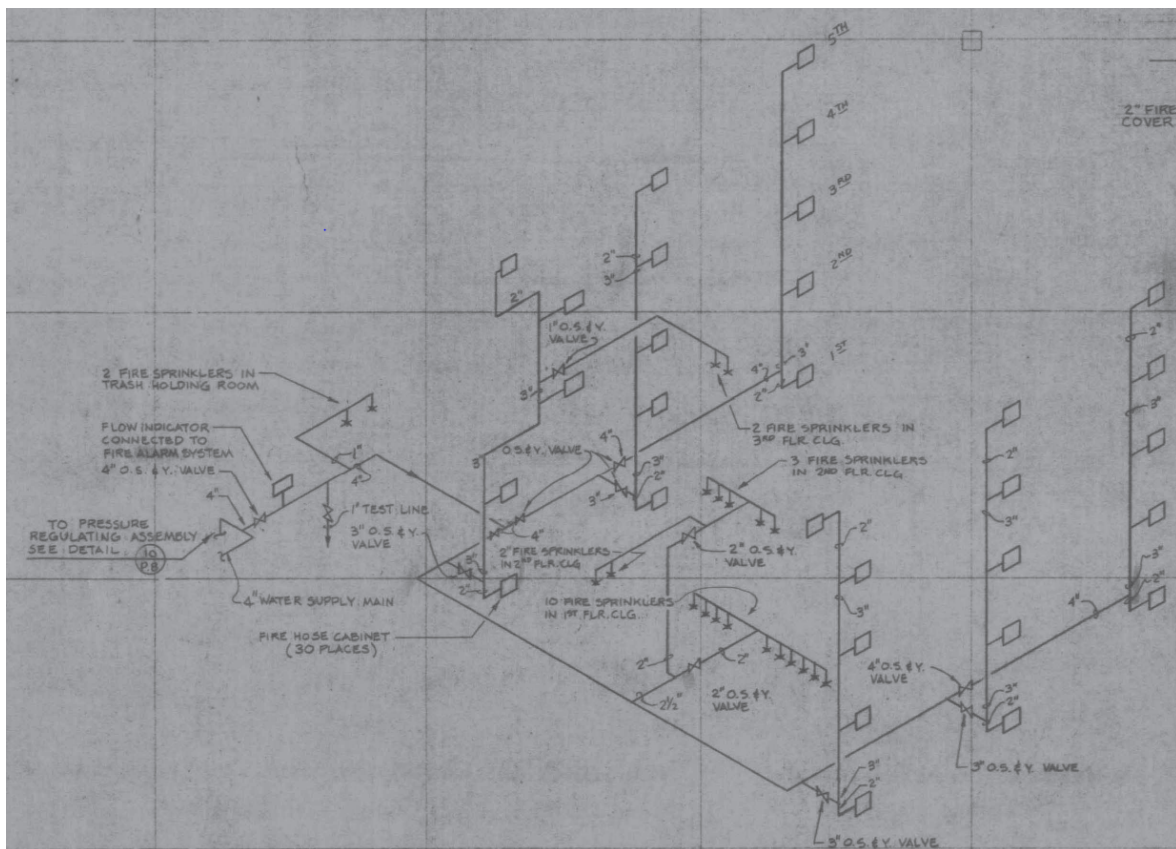 5TH
4TH
3RD
2ND
1ST
2" FIRE
COVER
2"
3"
2"
1" O.S. & Y.
VALVE
3"
4"
3"
2"
2 FIRE SPRINKLERS IN
TRASH HOLDING ROOM
2 FIRE SPRINKLERS IN
3RD FLR. CLG.
FLOW INDICATOR
CONNECTED TO
FIRE ALARM SYSTEM
4" O.S. & Y. VALVE
4"
1"
4"
3"
O.S. & Y. VALVE
4"
3"
2"
3"
3 FIRE SPRINKLERS
IN 2ND FLR CLG
TO PRESSURE
REGULATING ASSEMBLY
SEE DETAIL
10
P8
1" TEST LINE
3" O.S. & Y.
VALVE
4"
2" FIRE SPRINKLERS
IN 2ND FLR. CLG
2" O.S. & Y.
VALVE
3"
2"
4" WATER SUPPLY MAIN
10 FIRE SPRINKLERS
IN 1ST FLR. CLG.
FIRE HOSE CABINET
(30 PLACES)
2"
2"
2" O.S. & Y.
VALVE
2 1/2"
2"
3"
2"
3"
2"
3"
4"
3"
2"
4" O.S. & Y.
VALVE
3"
2"
3" O.S. & Y. VALVE
3"
2"
3" O.S. & Y. VALVE